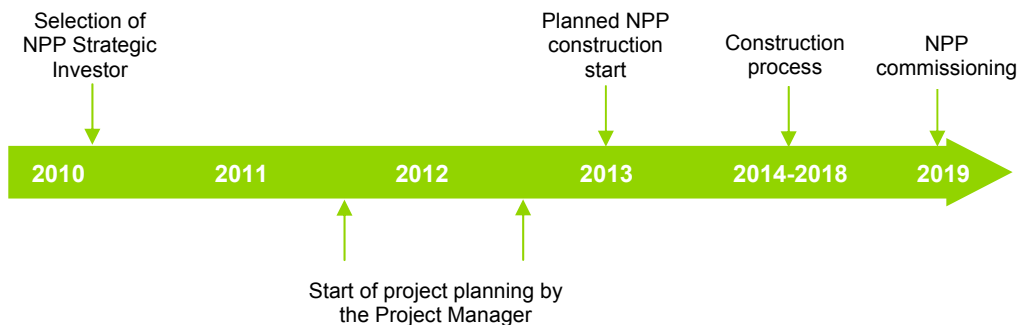 Selection of
NPP Strategic
Investor
Planned NPP
construction
start
Construction
process
NPP
commissioning
2010
2011
2012
2013
2014-2018
2019
Start of project planning by
the Project Manager